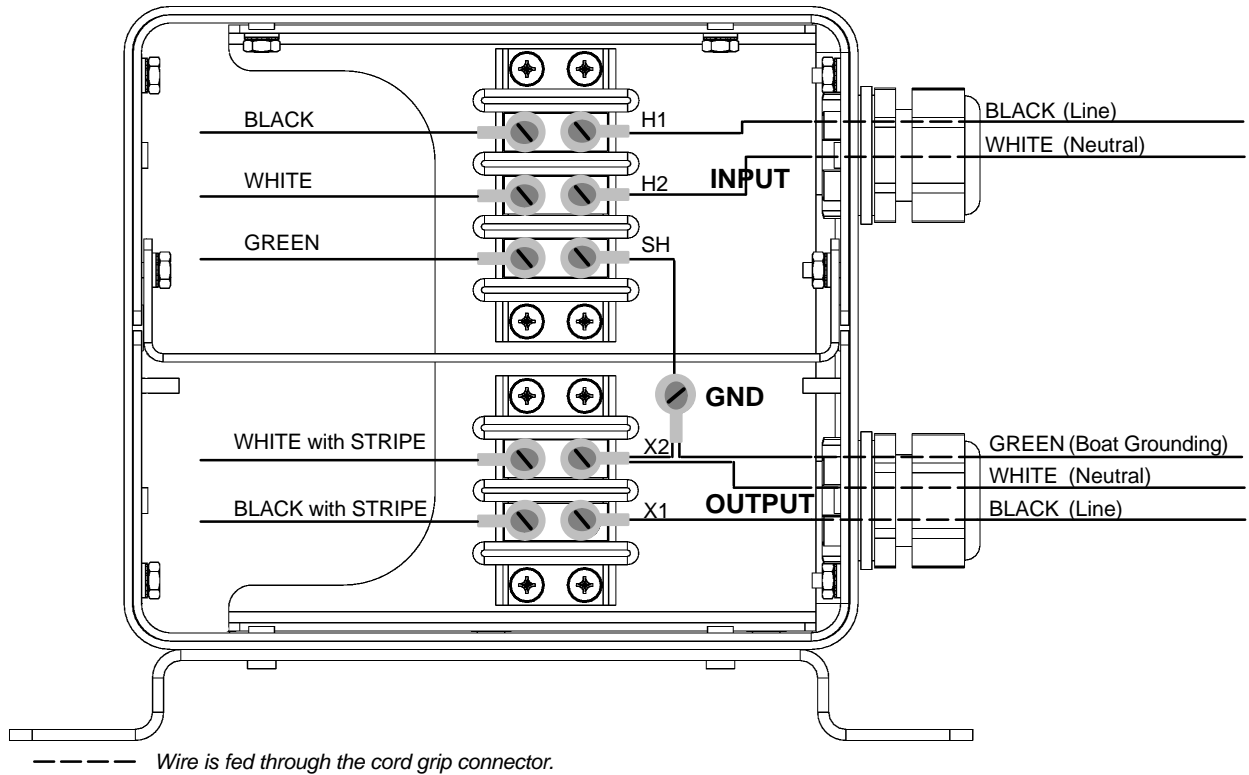 BLACK
H1
BLACK (Line)
WHITE
H2
INPUT
WHITE (Neutral)
GREEN
SH
GND
WHITE with STRIPE
X2
GREEN (Boat Grounding)
WHITE (Neutral)
BLACK with STRIPE
X1
OUTPUT
BLACK (Line)
Wire is fed through the cord grip connector.